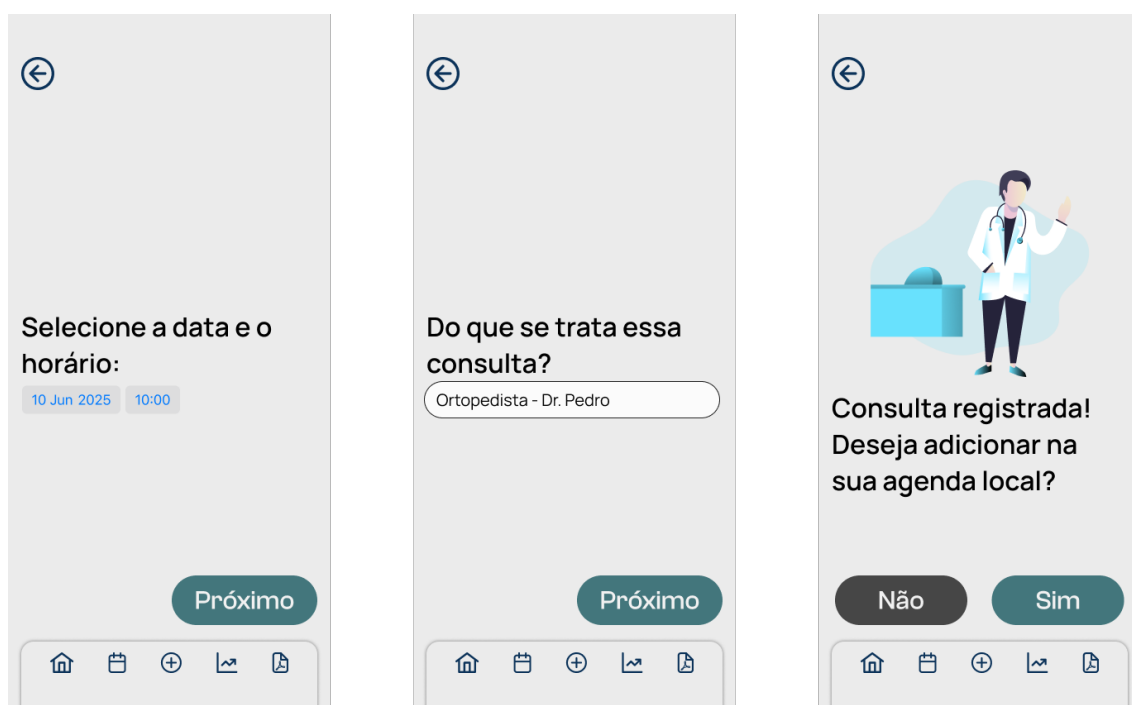 Selecione a data e o
horário:
10 Jun 2025 10:00
Próximo
Do que se trata essa
consulta?
Ortopedista - Dr. Pedro
Próximo
Consulta registrada!
Deseja adicionar na
sua agenda local?
Não Sim